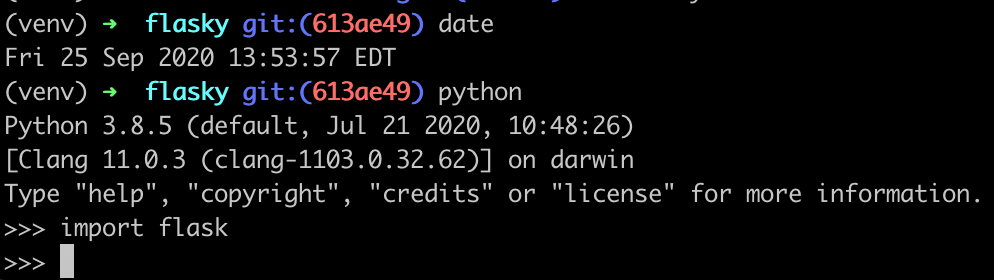 (venv) → flasky git:(613ae49) date
Fri 25 Sep 2020 13:53:57 EDT
(venv) → flasky git:(613ae49) python
Python 3.8.5 (default, Jul 21 2020, 10:48:26)
[Clang 11.0.3 (clang-1103.0.32.62)] on darwin
Type "help", "copyright", "credits" or "license" for more information.
>>> import flask
>>>